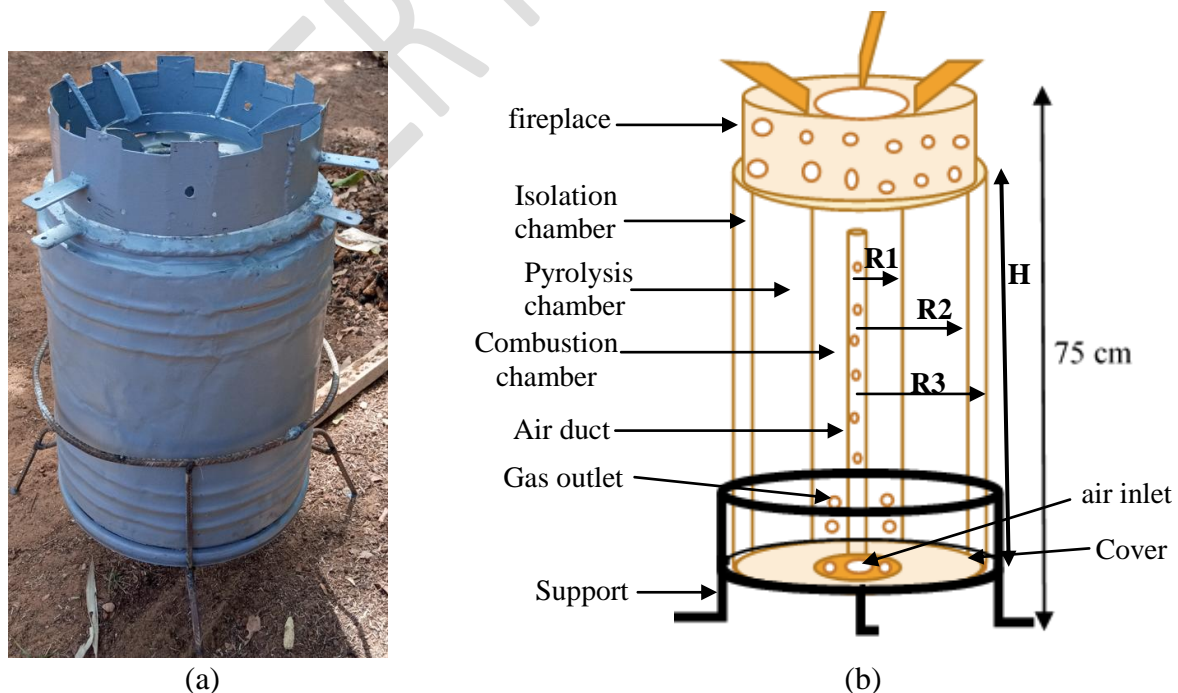 ER
fireplace
Isolation
chamber
Pyrolysis
chamber
Combustion
chamber
Air duct
Gas outlet
Support
R1
R2
R3
H
75 cm
air inlet
Cover
(a)
(b)